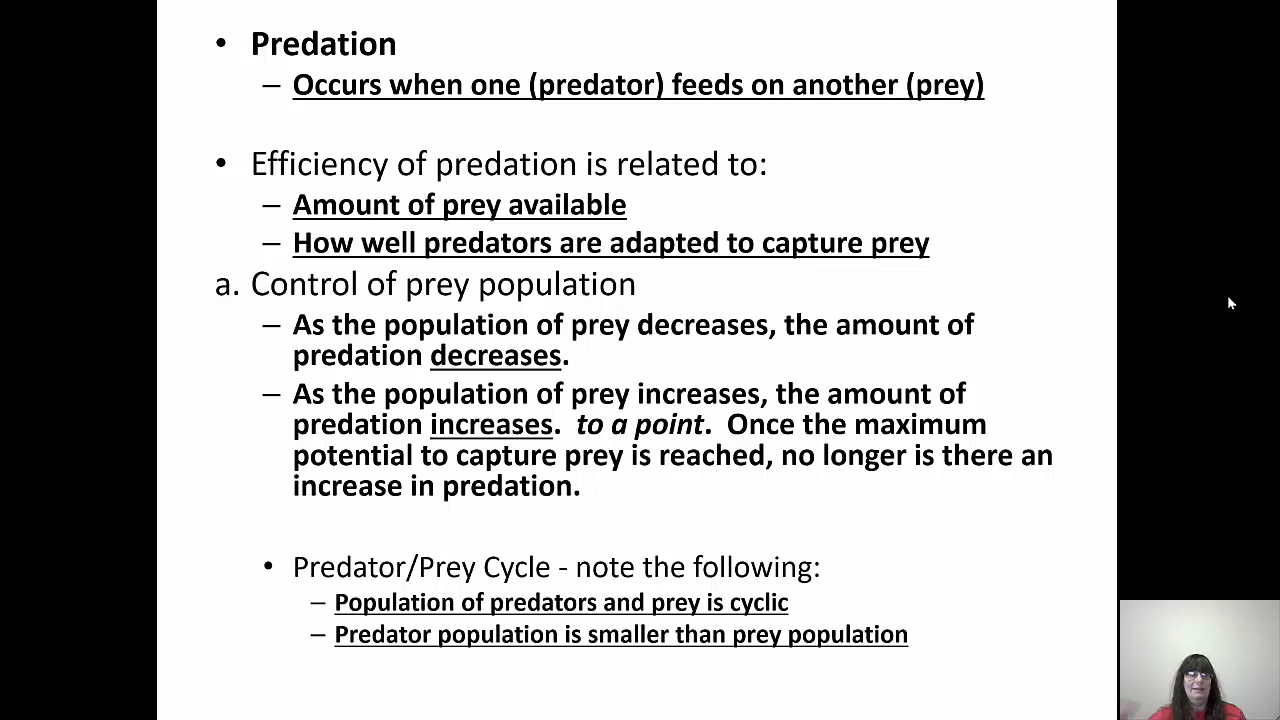 • Predation
– Occurs when one (predator) feeds on another (prey)
• Efficiency of predation is related to:
– Amount of prey available
– How well predators are adapted to capture prey
a. Control of prey population
– As the population of prey decreases, the amount of
predation decreases.
– As the population of prey increases, the amount of
predation increases. to a point. Once the maximum
potential to capture prey is reached, no longer is there an
increase in predation.
• Predator/Prey Cycle - note the following:
– Population of predators and prey is cyclic
– Predator population is smaller than prey population